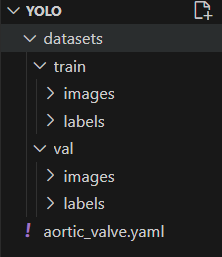 YOLO
datasets
train
images
labels
val
images
labels
! aortic_valve.yaml